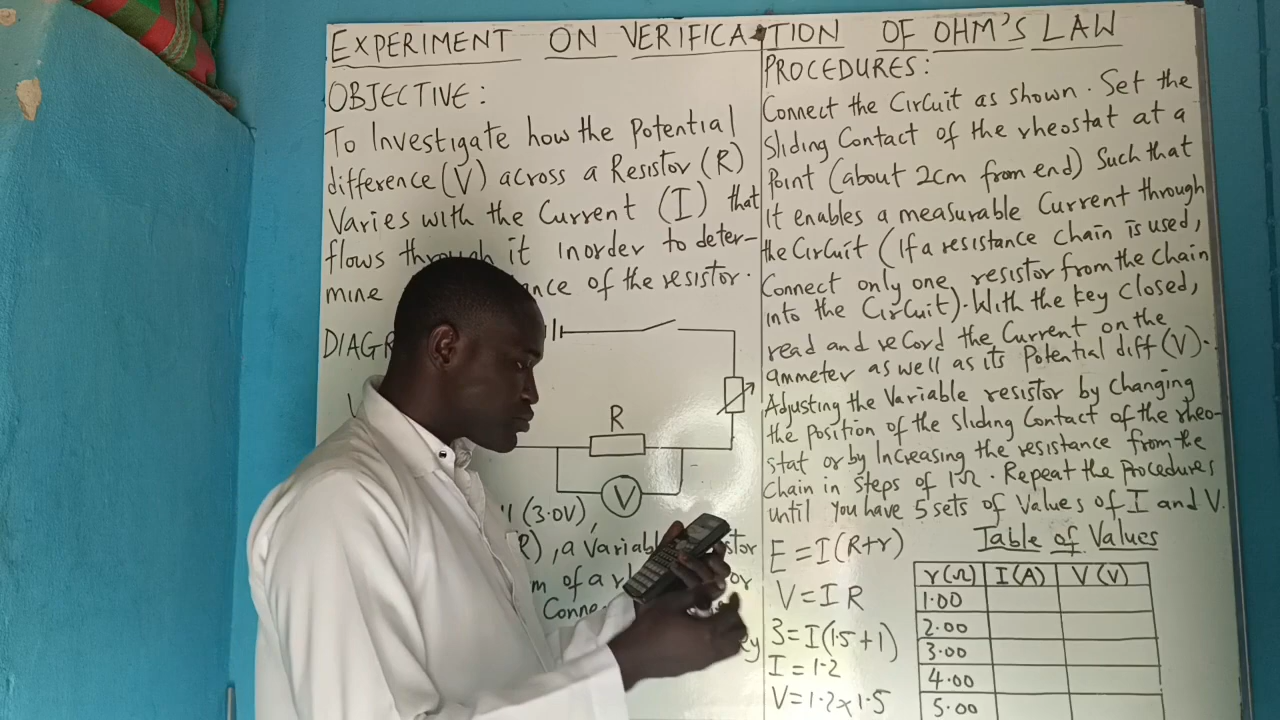 EXPERIMENT ON VERIFICATION OF OHM'S LAW
OBJECTIVE:
To Investigate how the Potential
difference (V) across a Resistor (R)
Varies with the Current (I) that
flows through it inorder to deter-
mine of the resistor.
R
V
(3.0V),
R), a Variab
m of a
Conne
PROCEDURES:
Connect the Circuit as shown. Set the
Sliding Contact of the rheostat at a
Point (about 2cm from end) Such that
It enables a measurable Current through
the Circuit (If a resistance chain is used,
Connect only one resistor from the chain
into the Circuit). With the key closed,
read and record the Current on the
ammeter as well as its Potential diff (V).
Adjusting the Variable resistor by Changing
the Position of the Sliding Contact of the rheo-
stat or by Increasing the resistance from the
Chain in steps of 1Ω. Repeat the Procedures
until you have 5 sets of Values of I and V.
E = I(R+r)
V = I R
3 = I(1.5 + 1)
I = 1.2
V = 1.2 x 1.5
Table of Values
r(Ω) I(A) V(V)
1.00
2.00
3.00
4.00
5.00